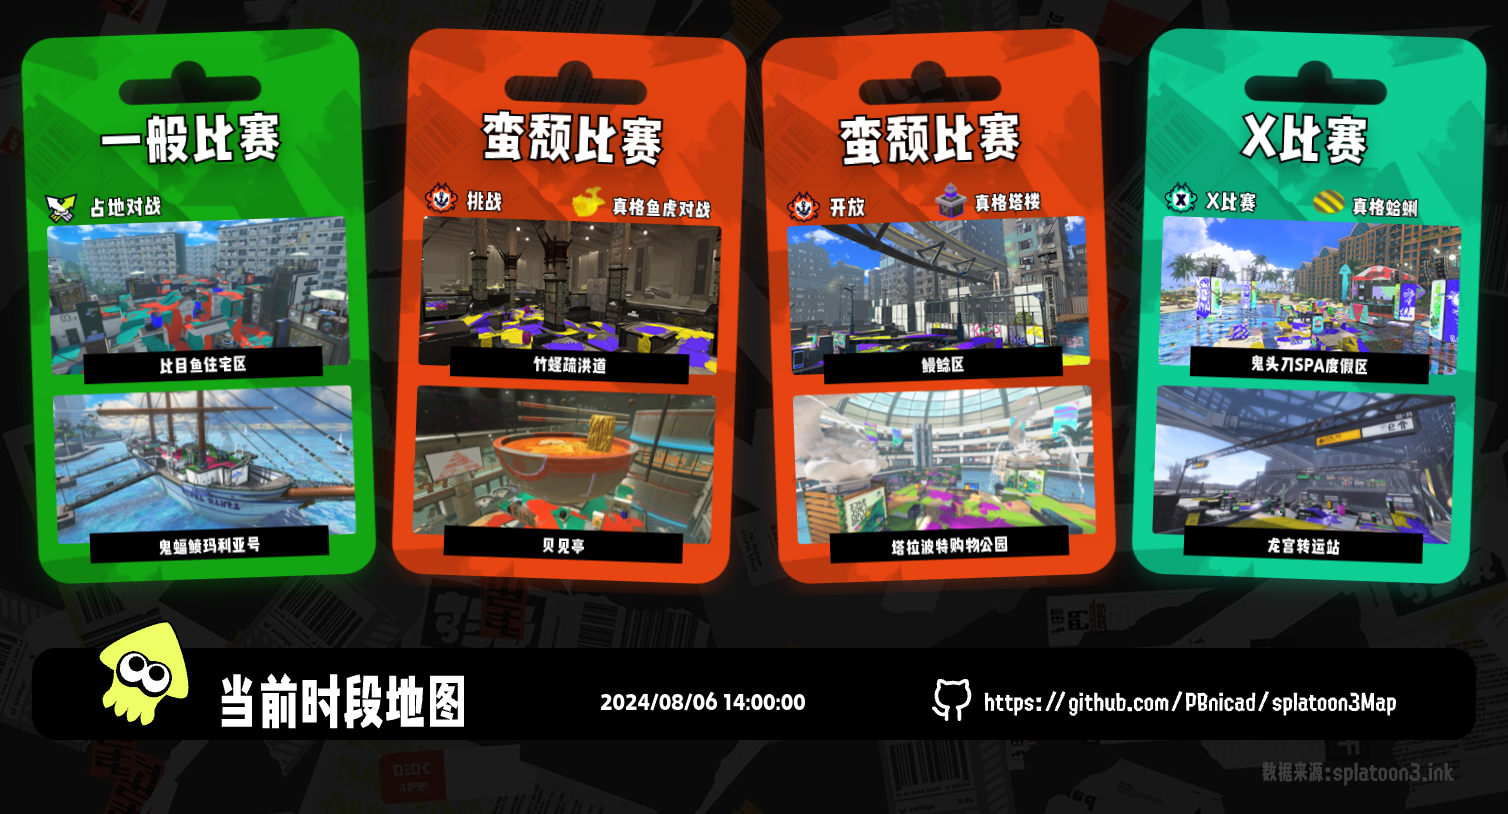 一般比赛
占地对战
比目鱼住宅区
鬼蝠鲼玛利亚号
蛮颓比赛
挑战
真格鱼虎对战
竹蛏疏洪道
贝见亭
蛮颓比赛
开放
真格塔楼
鳗鲶区
塔拉波特购物公园
X比赛
X比赛
真格蛤蜊
鬼头刀SPA度假区
龙宫转运站
当前时段地图
2024/08/06 14:00:00
https://github.com/PBnicad/splatoon3Map
数据来源:splatoon3.ink